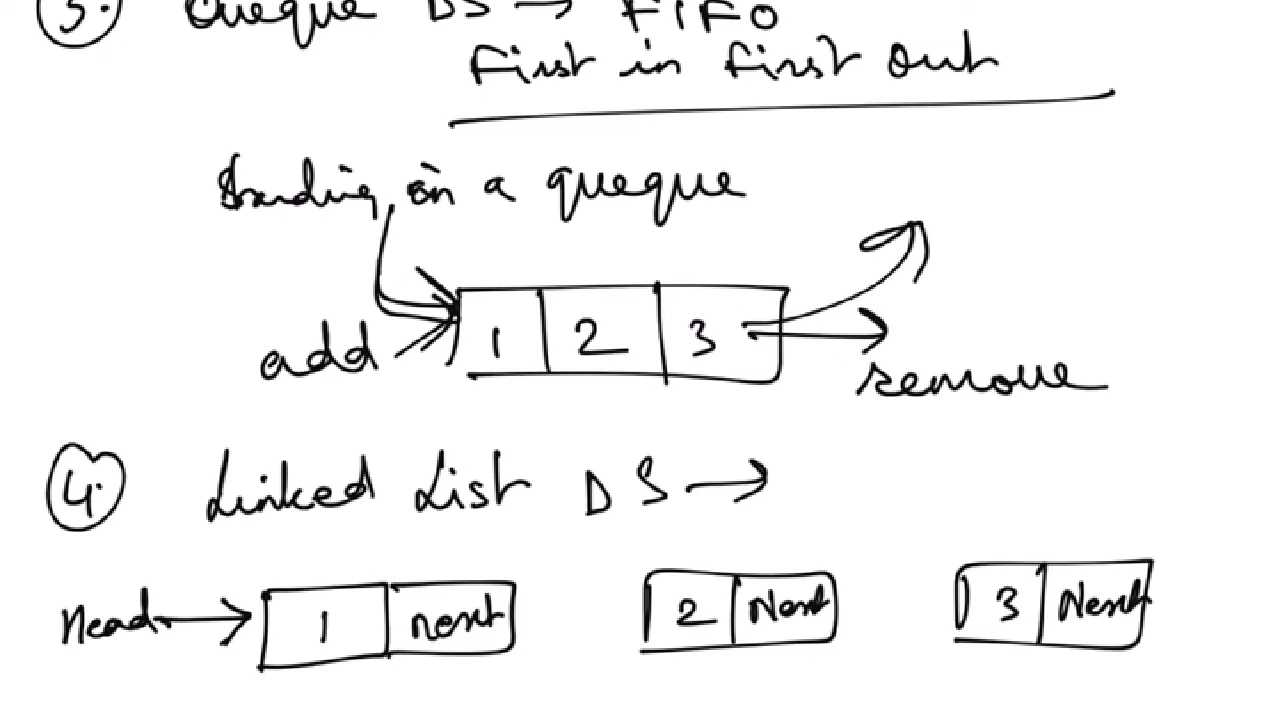 3. Queque DS → FIFO
First in first out
Standing in a queque
add 1 2 3 remove
4. Linked List DS →
Head → 1 next 2 Next 3 Next